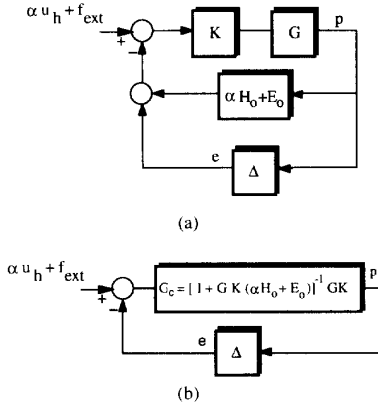 α u_h + f_ext
+
−
K
G
p
α H_o + E_o
e
Δ
(a)
α u_h + f_ext
+
−
G_c = [ I + G K (α H_o + E_o)]^-1 GK
p
e
Δ
(b)